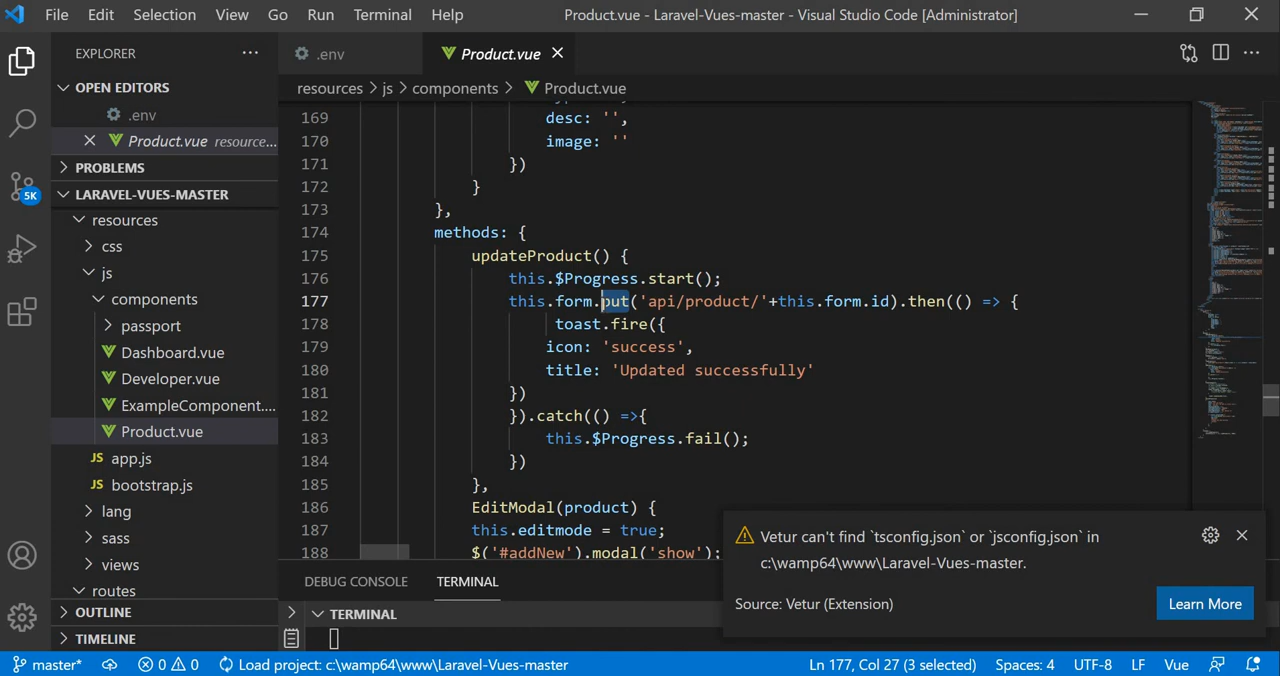 File Edit Selection View Go Run Terminal Help Product.vue - Laravel-Vues-master - Visual Studio Code [Administrator]
EXPLORER
.env
Product.vue
resources > js > components > Product.vue
OPEN EDITORS
.env
Product.vue resource...
PROBLEMS
LARAVEL-VUES-MASTER
resources
css
js
components
passport
Dashboard.vue
Developer.vue
ExampleComponent....
Product.vue
JS app.js
JS bootstrap.js
lang
sass
views
routes
OUTLINE
TIMELINE
5K
169 desc: '',
170 image: ''
171 })
172 }
173 },
174 methods: {
175 updateProduct() {
176 this.$Progress.start();
177 this.form.put('api/product/'+this.form.id).then(() => {
178 toast.fire({
179 icon: 'success',
180 title: 'Updated successfully'
181 })
182 }).catch(() =>{
183 this.$Progress.fail();
184 })
185 },
186 EditModal(product) {
187 this.editmode = true;
188 $('#addNew').modal('show');
DEBUG CONSOLE TERMINAL
TERMINAL
Vetur can't find `tsconfig.json` or `jsconfig.json` in
c:\wamp64\www\Laravel-Vues-master.
Source: Vetur (Extension)
Learn More
master* 0 0 Load project: c:\wamp64\www\Laravel-Vues-master Ln 177, Col 27 (3 selected) Spaces: 4 UTF-8 LF Vue